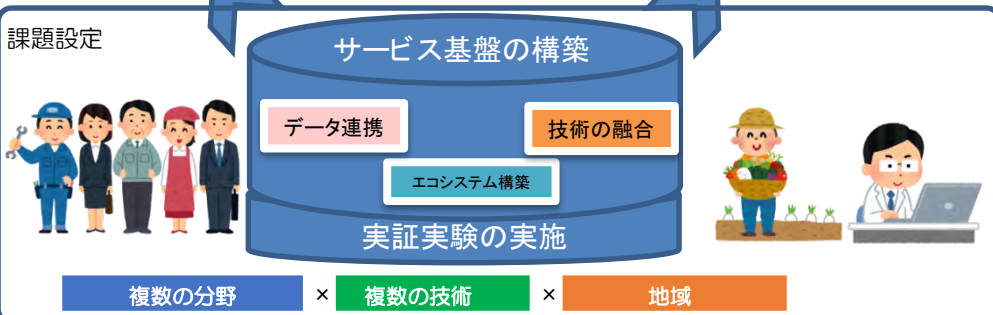 課題設定
サービス基盤の構築
データ連携
技術の融合
エコシステム構築
実証実験の実施
複数の分野 × 複数の技術 × 地域